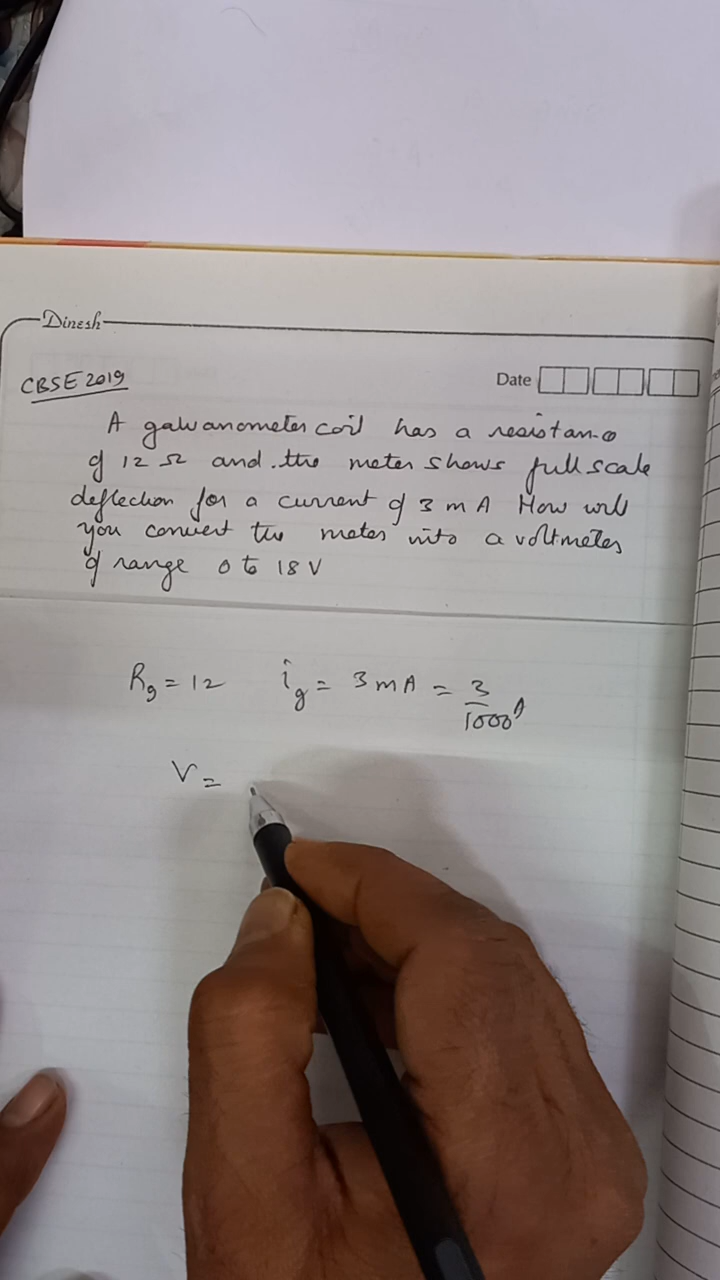 Dinesh
CBSE 2019
Date
A galvanometer coil has a resistance
of 12 Ω and the meter shows full scale
deflection for a current of 3 mA How will
you convert the meter into a voltmeter
of range 0 to 18 V
Rg = 12 ig = 3 mA = 3/1000 A
V =